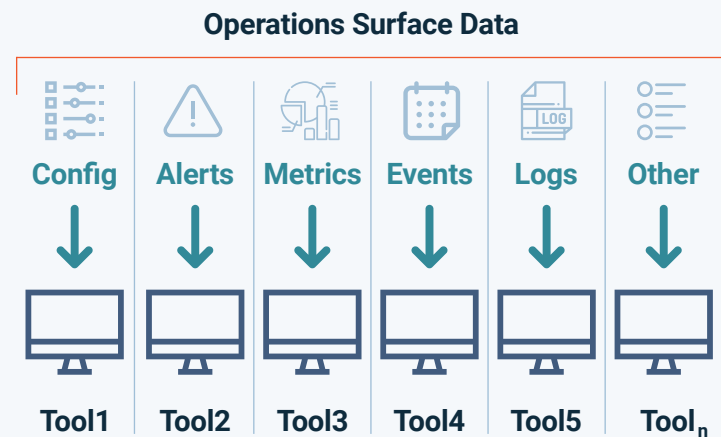 Operations Surface Data
Config Alerts Metrics Events Logs Other
LOG
Tool1 Tool2 Tool3 Tool4 Tool5 Tooln